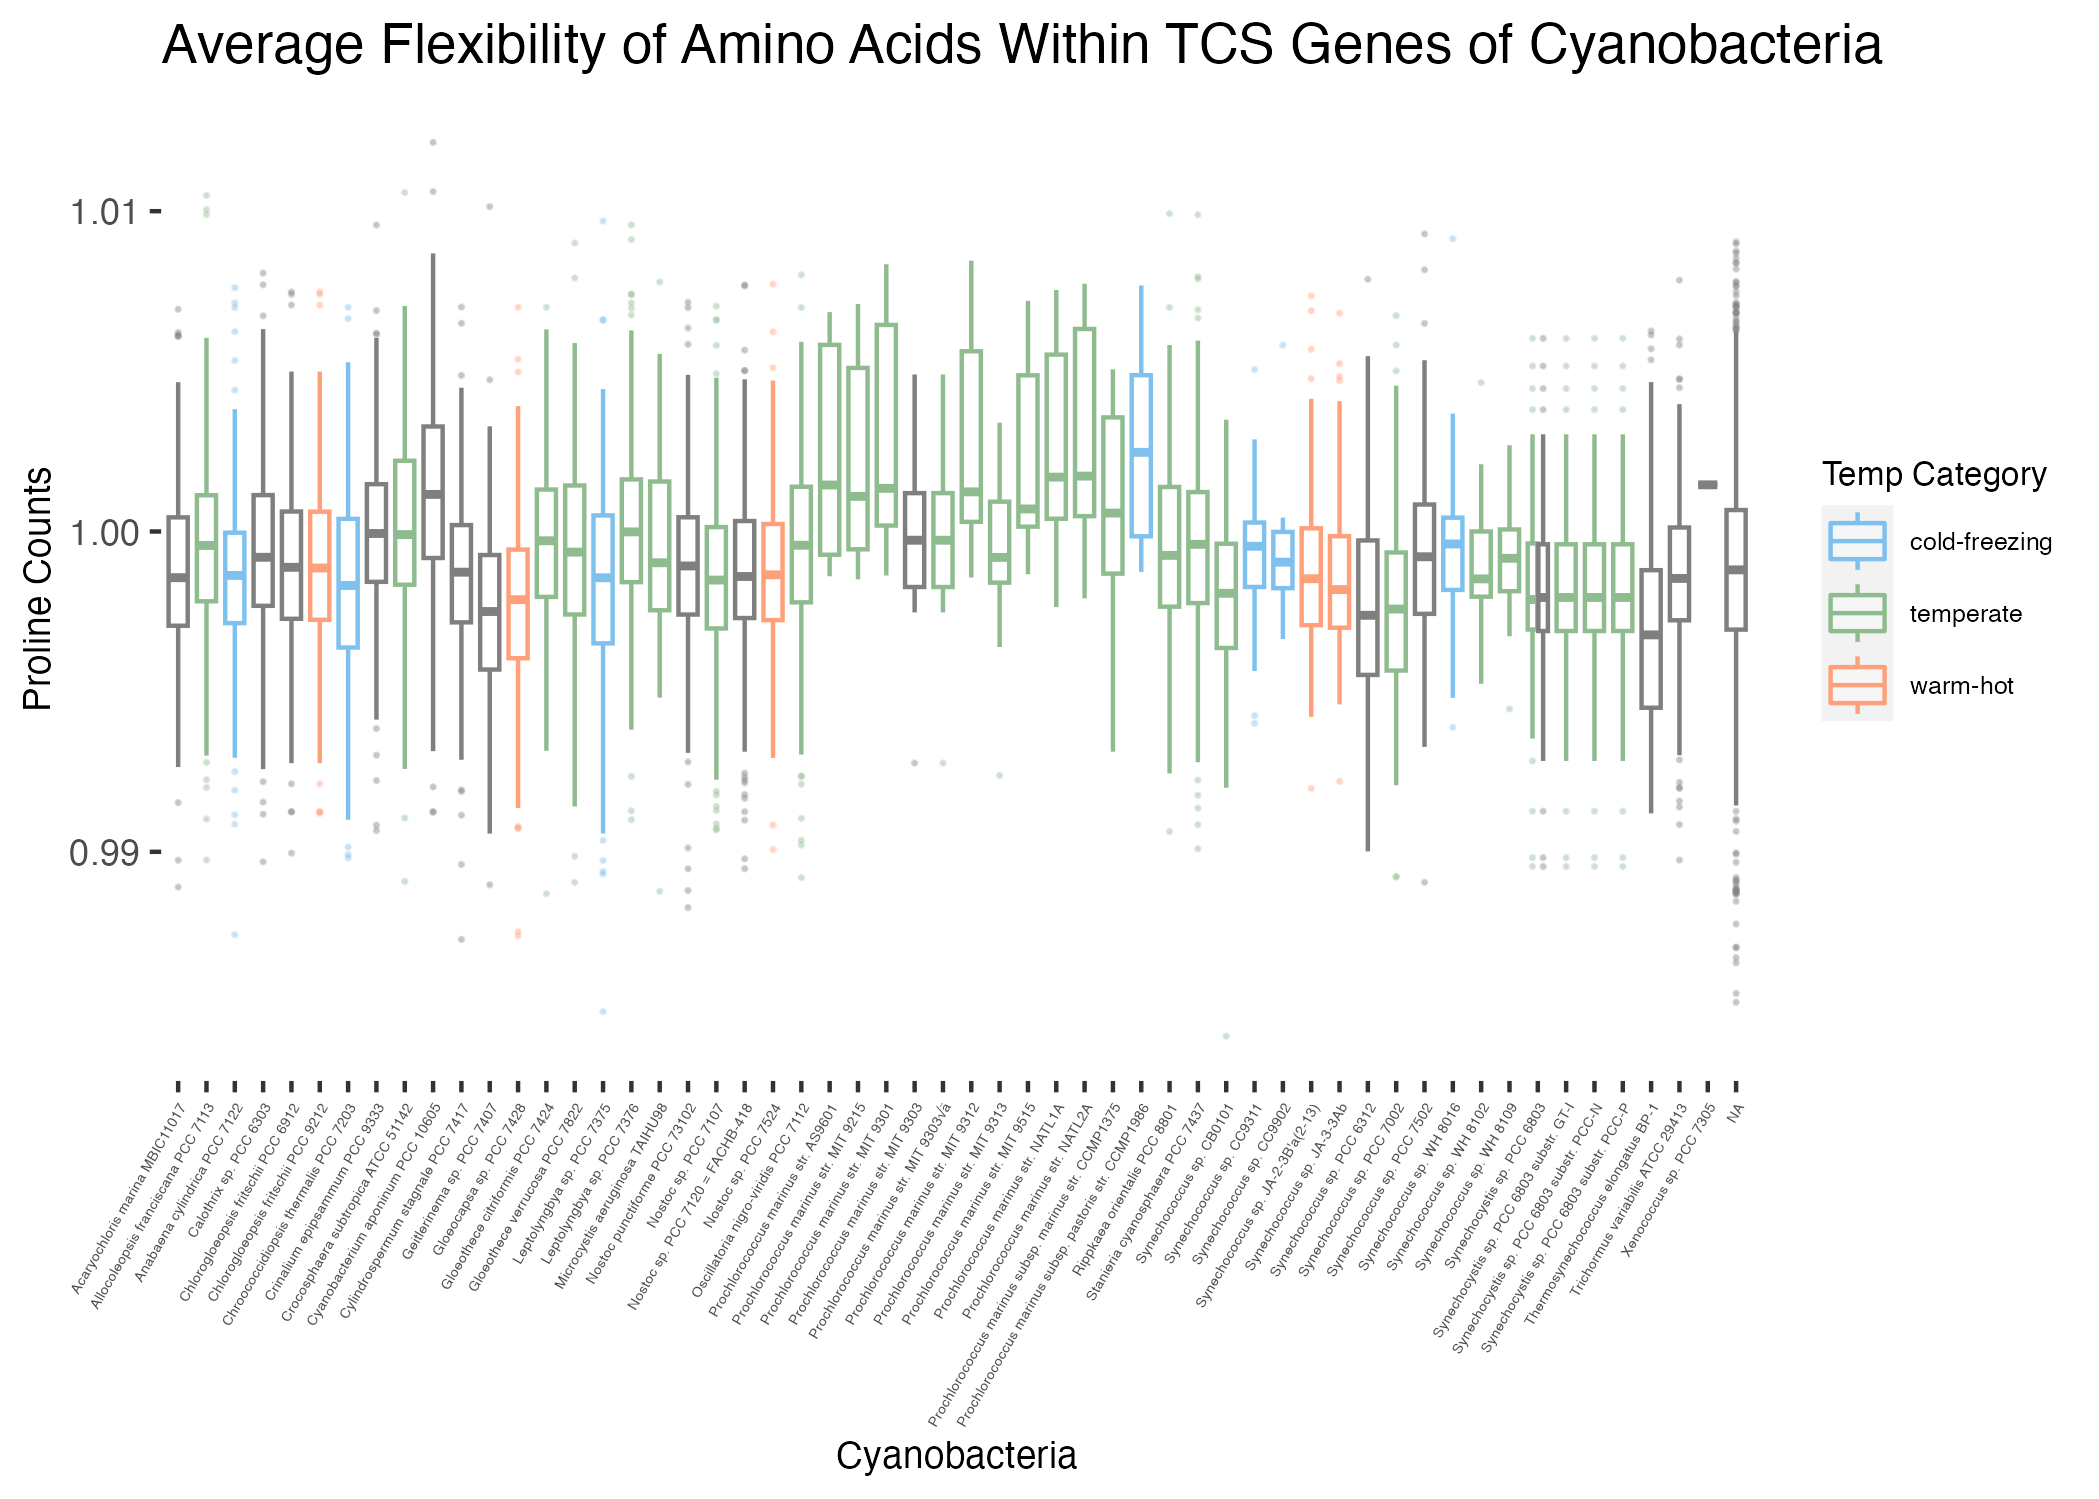 Average Flexibility of Amino Acids Within TCS Genes of Cyanobacteria
Proline Counts
1.01
1.00
0.99
Temp Category
cold-freezing
temperate
warm-hot
Acaryochloris marina MBIC11017
Allocoleopsis franciscana PCC 7113
Anabaena cylindrica PCC 7122
Calothrix sp. PCC 6303
Chlorogloeopsis fritschii PCC 6912
Chlorogloeopsis fritschii PCC 9212
Chroococcidiopsis thermalis PCC 7203
Crinalium epipsammum PCC 9333
Crocosphaera subtropica ATCC 51142
Cyanobacterium aponinum PCC 10605
Cylindrospermum stagnale PCC 7417
Geitlerinema sp. PCC 7407
Gloeocapsa sp. PCC 7428
Gloeothece citriformis PCC 7424
Gloeothece verrucosa PCC 7822
Leptolyngbya sp. PCC 7375
Leptolyngbya sp. PCC 7376
Microcystis aeruginosa TAIHU98
Nostoc punctiforme PCC 73102
Nostoc sp. PCC 7107
Nostoc sp. PCC 7120 = FACHB-418
Nostoc sp. PCC 7524
Oscillatoria nigro-viridis PCC 7112
Prochlorococcus marinus str. AS9601
Prochlorococcus marinus str. MIT 9215
Prochlorococcus marinus str. MIT 9301
Prochlorococcus marinus str. MIT 9303
Prochlorococcus marinus str. MIT 9303Ÿá
Prochlorococcus marinus str. MIT 9312
Prochlorococcus marinus str. MIT 9313
Prochlorococcus marinus str. MIT 9515
Prochlorococcus marinus str. NATL1A
Prochlorococcus marinus str. NATL2A
Prochlorococcus marinus subsp. marinus str. CCMP1375
Prochlorococcus marinus subsp. pastoris str. CCMP1986
Rippkaea orientalis PCC 8801
Stanieria cyanosphaera PCC 7437
Synechococcus sp. CB0101
Synechococcus sp. CC9311
Synechococcus sp. CC9902
Synechococcus sp. JA-2-3B'a(2-13)
Synechococcus sp. JA-3-3Ab
Synechococcus sp. PCC 6312
Synechococcus sp. PCC 7002
Synechococcus sp. PCC 7502
Synechococcus sp. WH 8016
Synechococcus sp. WH 8102
Synechococcus sp. WH 8109
Synechocystis sp. PCC 6803
Synechocystis sp. PCC 6803 substr. GT-I
Synechocystis sp. PCC 6803 substr. PCC-N
Synechocystis sp. PCC 6803 substr. PCC-P
Thermosynechococcus elongatus BP-1
Trichormus variabilis ATCC 29413
Xenococcus sp. PCC 7305
NA
Cyanobacteria